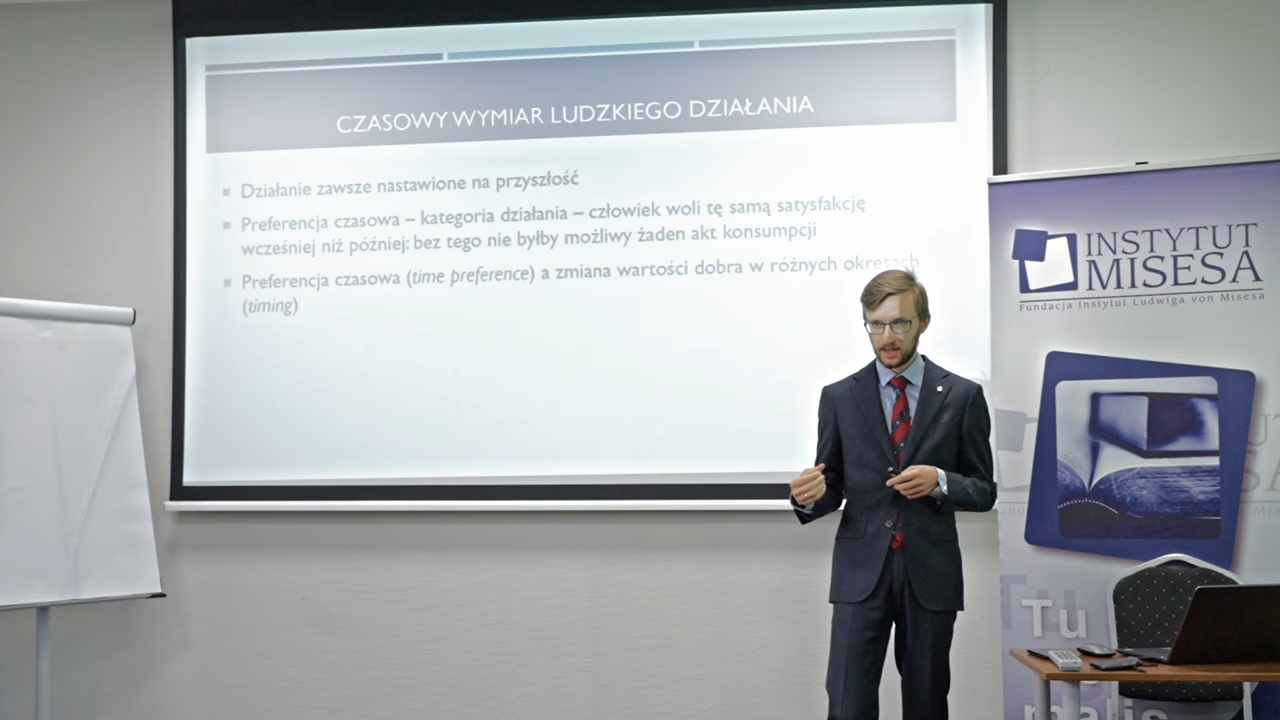 CZASOWY WYMIAR LUDZKIEGO DZIAŁANIA
Działanie zawsze nastawione na przyszłość
Preferencja czasowa – kategoria działania – człowiek woli tę samą satysfakcję
wcześniej niż później: bez tego nie byłby możliwy żaden akt konsumpcji
Preferencja czasowa (time preference) a zmiana wartości dobra w różnych okresach
(timing)
INSTYTUT
MISESA
Fundacja Instytut Ludwiga von Misesa
Tu